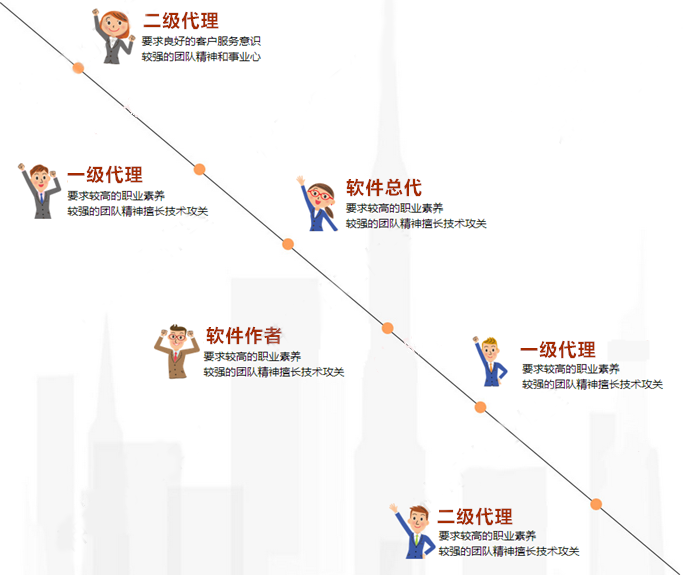 二级代理
要求良好的客户服务意识
较强的团队精神和事业心
一级代理
要求较高的职业素养
较强的团队精神擅长技术攻关
软件总代
要求较高的职业素养
较强的团队精神擅长技术攻关
软件作者
要求较高的职业素养
较强的团队精神擅长技术攻关
一级代理
要求较高的职业素养
较强的团队精神擅长技术攻关
二级代理
要求较高的职业素养
较强的团队精神擅长技术攻关